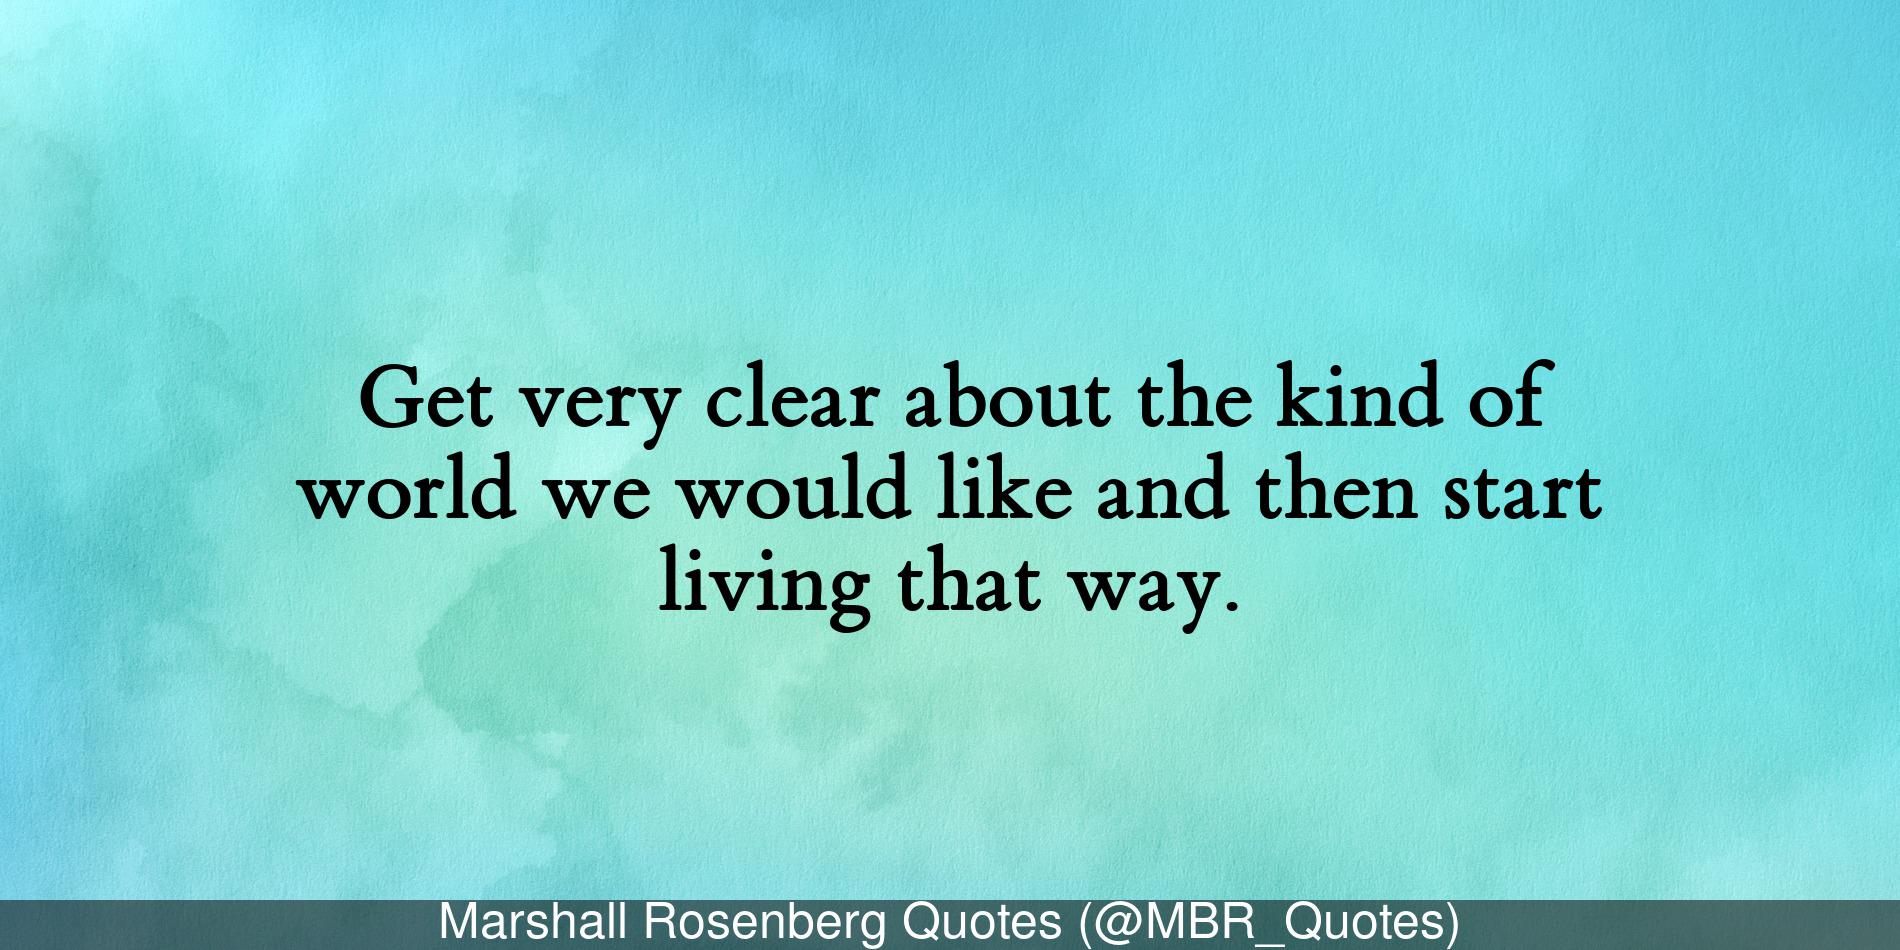 Get very clear about the kind of
world we would like and then start
living that way.
Marshall Rosenberg Quotes (@MBR_Quotes)